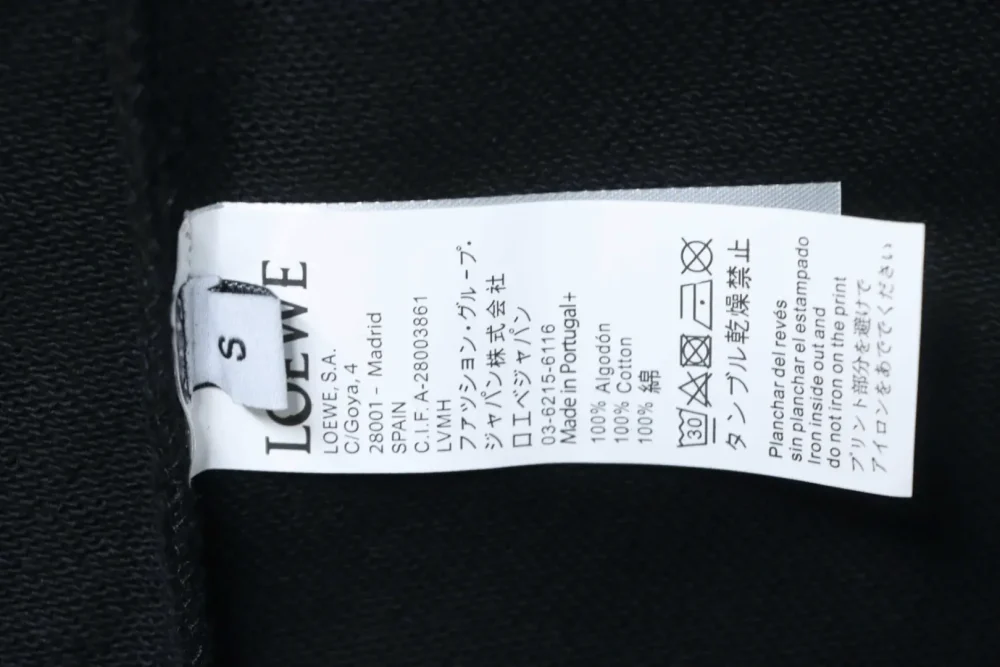 S
LOEWE
LOEWE, S.A.
C/Goya, 4
28001 - Madrid
SPAIN
C.I.F. A-28003861
LVMH
ファッション・グループ.
ジャパン株式会社
ロエベジャパン
03-6215-6116
Made in Portugal+
100% Algodón
100% Cotton
100% 綿
30
タンブル乾燥禁止
Planchar del revés
sin planchar el estampado
Iron inside out and
do not iron on the print
プリント部分を避けて
アイロンをあででください